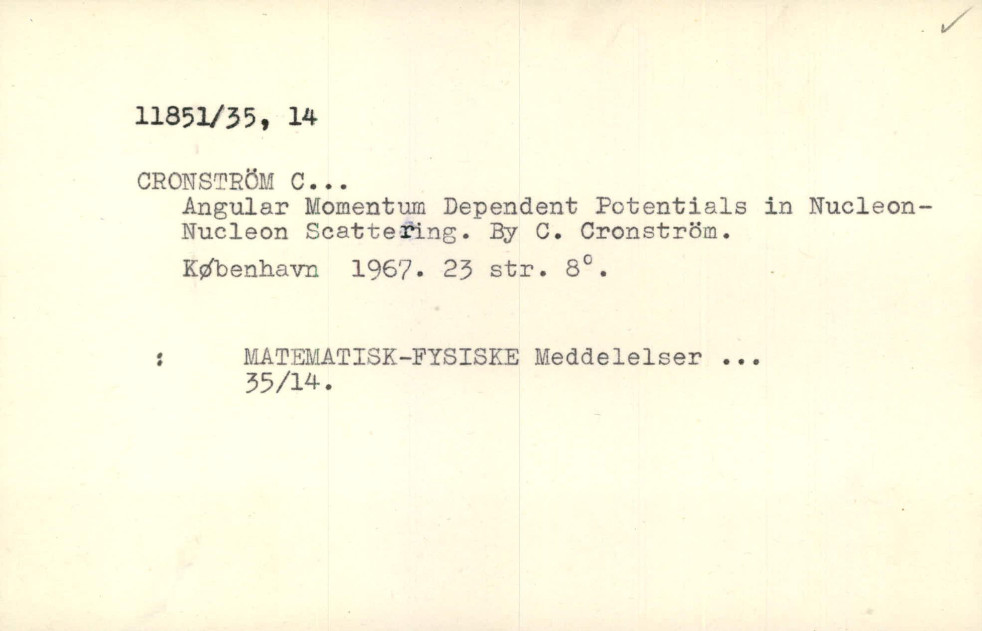 11851/35, 14
CRONSTRÖM C...
Angular Momentum Dependent Potentials in Nucleon-
Nucleon Scattering. By C. Cronström.
København 1967. 23 str. 8°.
: MATEMATISK-FYSISKE Meddelelser ...
35/14.